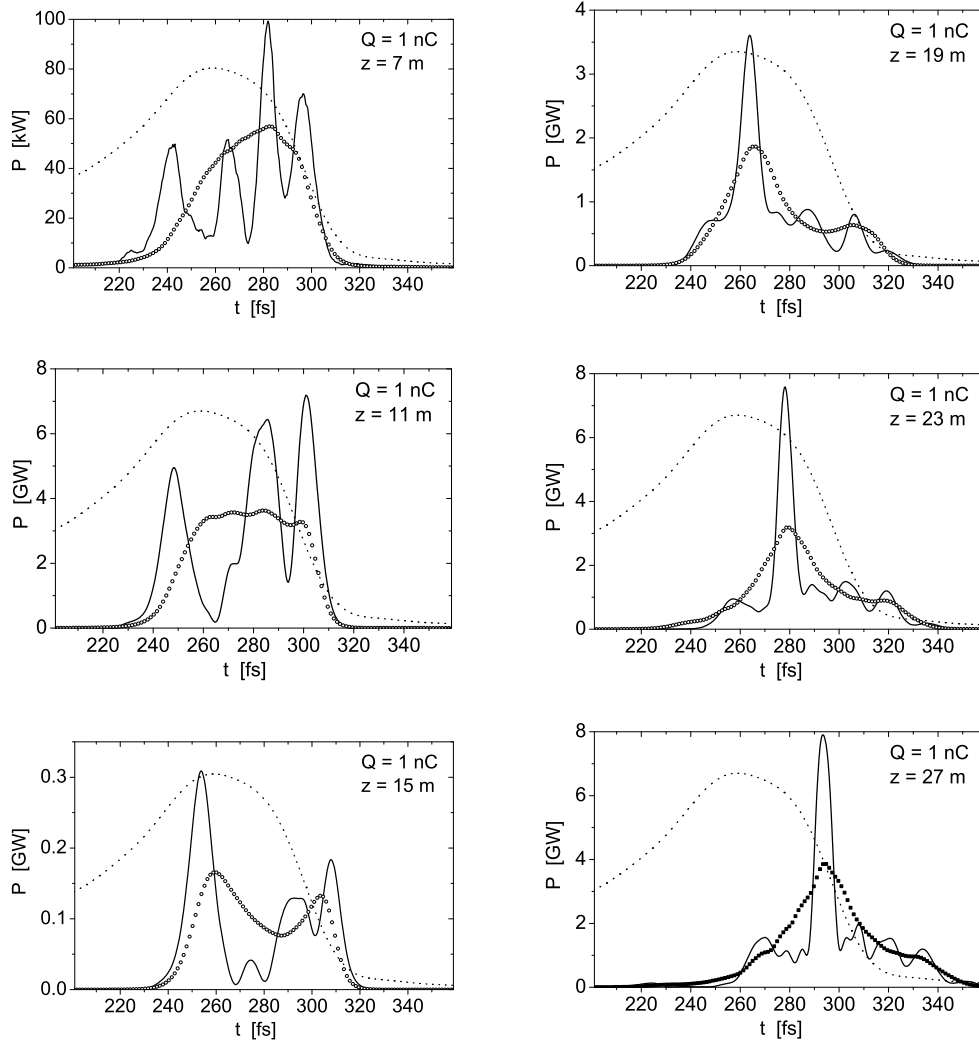 100
80
60
40
20
0
P [kW]
Q = 1 nC
z = 7 m
220 240 260 280 300 320 340
t [fs]
4
3
2
1
0
P [GW]
Q = 1 nC
z = 19 m
220 240 260 280 300 320 340
t [fs]
8
6
4
2
0
P [GW]
Q = 1 nC
z = 11 m
220 240 260 280 300 320 340
t [fs]
8
6
4
2
0
P [GW]
Q = 1 nC
z = 23 m
220 240 260 280 300 320 340
t [fs]
0.3
0.2
0.1
0.0
P [GW]
Q = 1 nC
z = 15 m
220 240 260 280 300 320 340
t [fs]
8
6
4
2
0
P [GW]
Q = 1 nC
z = 27 m
220 240 260 280 300 320 340
t [fs]